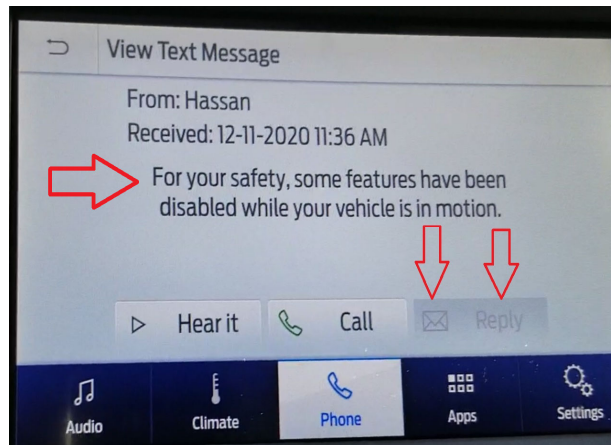 View Text Message
From: Hassan
Received: 12-11-2020 11:36 AM
For your safety, some features have been
disabled while your vehicle is in motion.
Hear it
Call
Reply
Audio
Climate
Phone
Apps
Settings